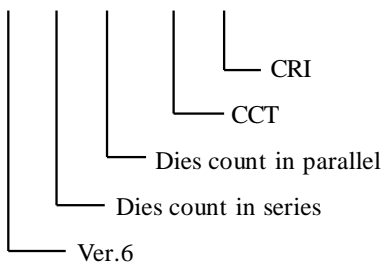 CRI
CCT
Dies count in parallel
Dies count in series
Ver.6